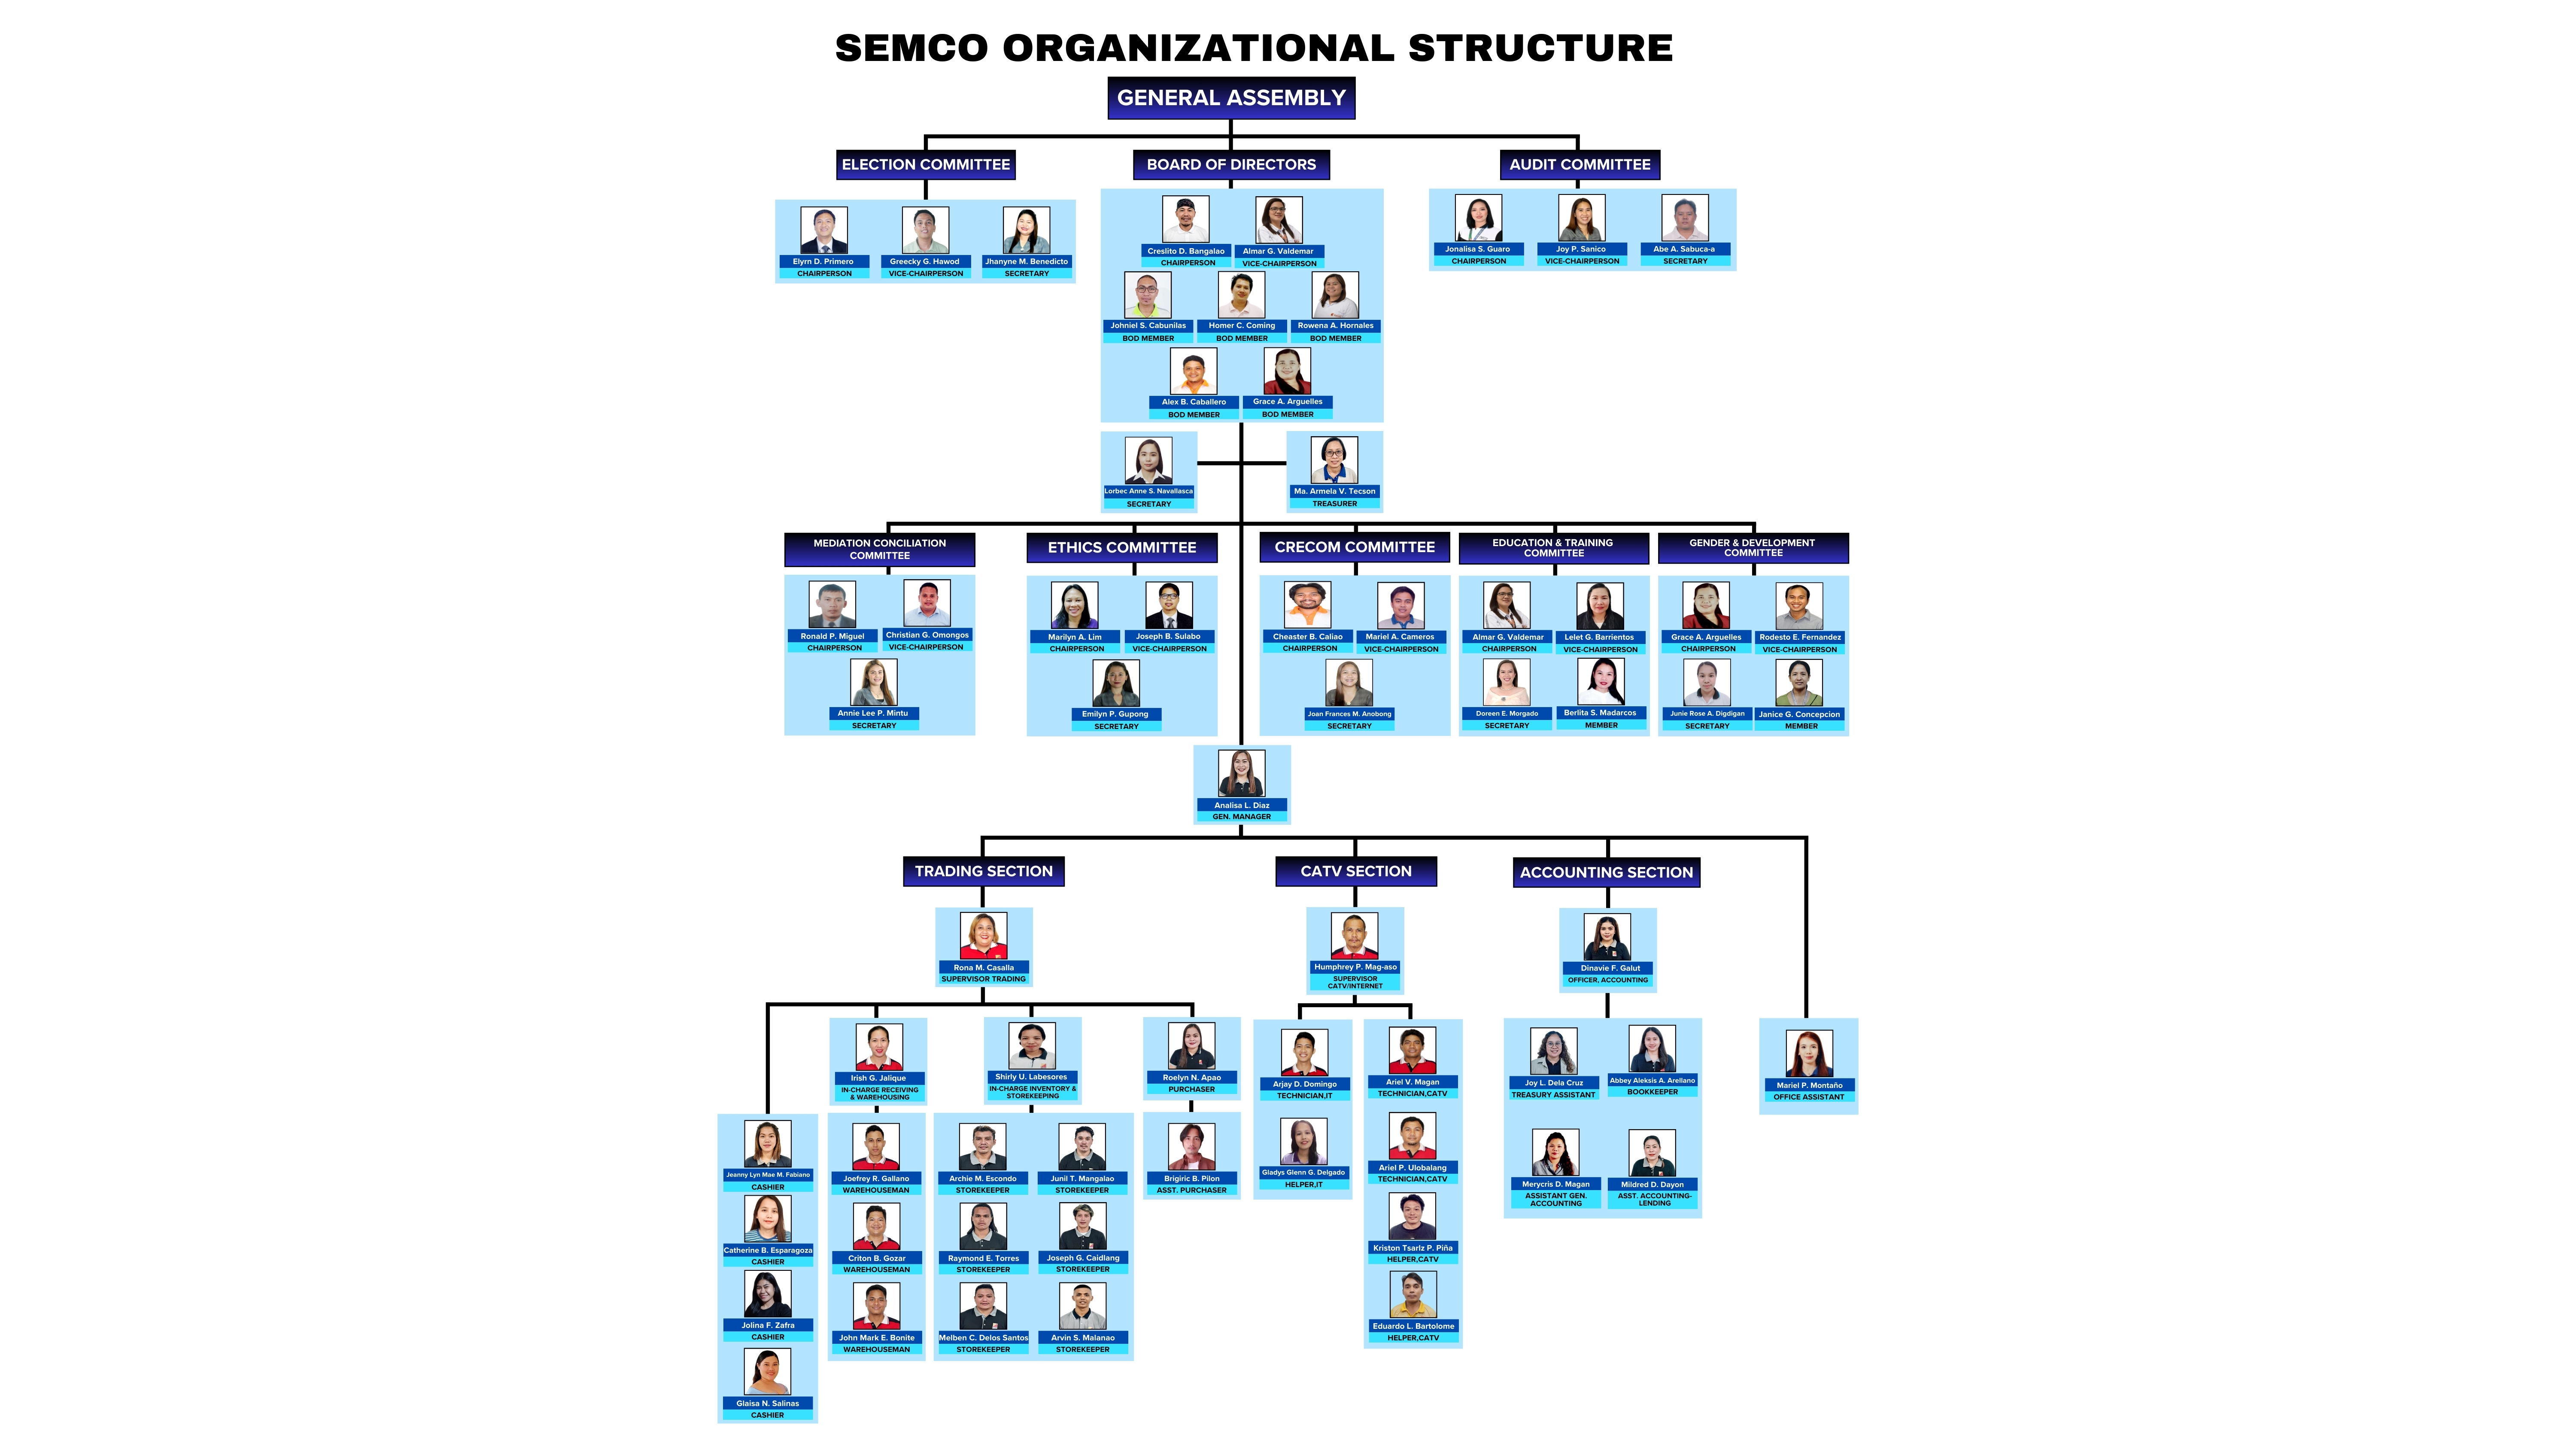 SEMCO ORGANIZATIONAL STRUCTURE
GENERAL ASSEMBLY
ELECTION COMMITTEE
Elyrn D. Primero
CHAIRPERSON
Greecky G. Hawod
VICE-CHAIRPERSON
Jhanyne M. Benedicto
SECRETARY
BOARD OF DIRECTORS
Creslito D. Bangalao
CHAIRPERSON
Almar G. Valdemar
VICE-CHAIRPERSON
Johniel S. Cabunilas
BOD MEMBER
Homer C. Coming
BOD MEMBER
Rowena A. Hornales
BOD MEMBER
Alex B. Caballero
BOD MEMBER
Grace A. Arguelles
BOD MEMBER
AUDIT COMMITTEE
Jonalisa S. Guaro
CHAIRPERSON
Joy P. Sanico
VICE-CHAIRPERSON
Abe A. Sabuca-a
SECRETARY
Lorbec Anne S. Navallasca
SECRETARY
Ma. Armela V. Tecson
TREASURER
MEDIATION CONCILIATION
COMMITTEE
Ronald P. Miguel
CHAIRPERSON
Christian G. Omongos
VICE-CHAIRPERSON
Annie Lee P. Mintu
SECRETARY
ETHICS COMMITTEE
Marilyn A. Lim
CHAIRPERSON
Joseph B. Sulabo
VICE-CHAIRPERSON
Emilyn P. Gupong
SECRETARY
CRECOM COMMITTEE
Cheaster B. Caliao
CHAIRPERSON
Mariel A. Cameros
VICE-CHAIRPERSON
Joan Frances M. Anobong
SECRETARY
EDUCATION & TRAINING
COMMITTEE
Almar G. Valdemar
CHAIRPERSON
Lelet G. Barrientos
VICE-CHAIRPERSON
Doreen E. Morgado
SECRETARY
Berlita S. Madarcos
MEMBER
GENDER & DEVELOPMENT
COMMITTEE
Grace A. Arguelles
CHAIRPERSON
Rodesto E. Fernandez
VICE-CHAIRPERSON
Junie Rose A. Digdigan
SECRETARY
Janice G. Concepcion
MEMBER
Analisa L. Diaz
GEN. MANAGER
TRADING SECTION
Rona M. Casalla
SUPERVISOR TRADING
Jeanny Lyn Mae M. Fabiano
CASHIER
Catherine B. Esparagoza
CASHIER
Jolina F. Zafra
CASHIER
Glaisa N. Salinas
CASHIER
Irish G. Jalique
IN-CHARGE RECEIVING
& WAREHOUSING
Joefrey R. Gallano
WAREHOUSEMAN
Criton B. Gozar
WAREHOUSEMAN
John Mark E. Bonite
WAREHOUSEMAN
Shirly U. Labesores
IN-CHARGE INVENTORY &
STOREKEEPING
Archie M. Escondo
STOREKEEPER
Junil T. Mangalao
STOREKEEPER
Raymond E. Torres
STOREKEEPER
Joseph G. Caidlang
STOREKEEPER
Melben C. Delos Santos
STOREKEEPER
Arvin S. Malanao
STOREKEEPER
Roelyn N. Apao
PURCHASER
Brigiric B. Pilon
ASST. PURCHASER
CATV SECTION
Humphrey P. Mag-aso
SUPERVISOR
CATV/INTERNET
Arjay D. Domingo
TECHNICIAN,IT
Gladys Glenn G. Delgado
HELPER,IT
Ariel V. Magan
TECHNICIAN,CATV
Ariel P. Ulobalang
TECHNICIAN,CATV
Kriston Tsarlz P. Piña
HELPER,CATV
Eduardo L. Bartolome
HELPER,CATV
ACCOUNTING SECTION
Dinavie F. Galut
OFFICER, ACCOUNTING
Joy L. Dela Cruz
TREASURY ASSISTANT
Abbey Aleksis A. Arellano
BOOKKEEPER
Merycris D. Magan
ASSISTANT GEN.
ACCOUNTING
Mildred D. Dayon
ASST. ACCOUNTING-
LENDING
Mariel P. Montaño
OFFICE ASSISTANT